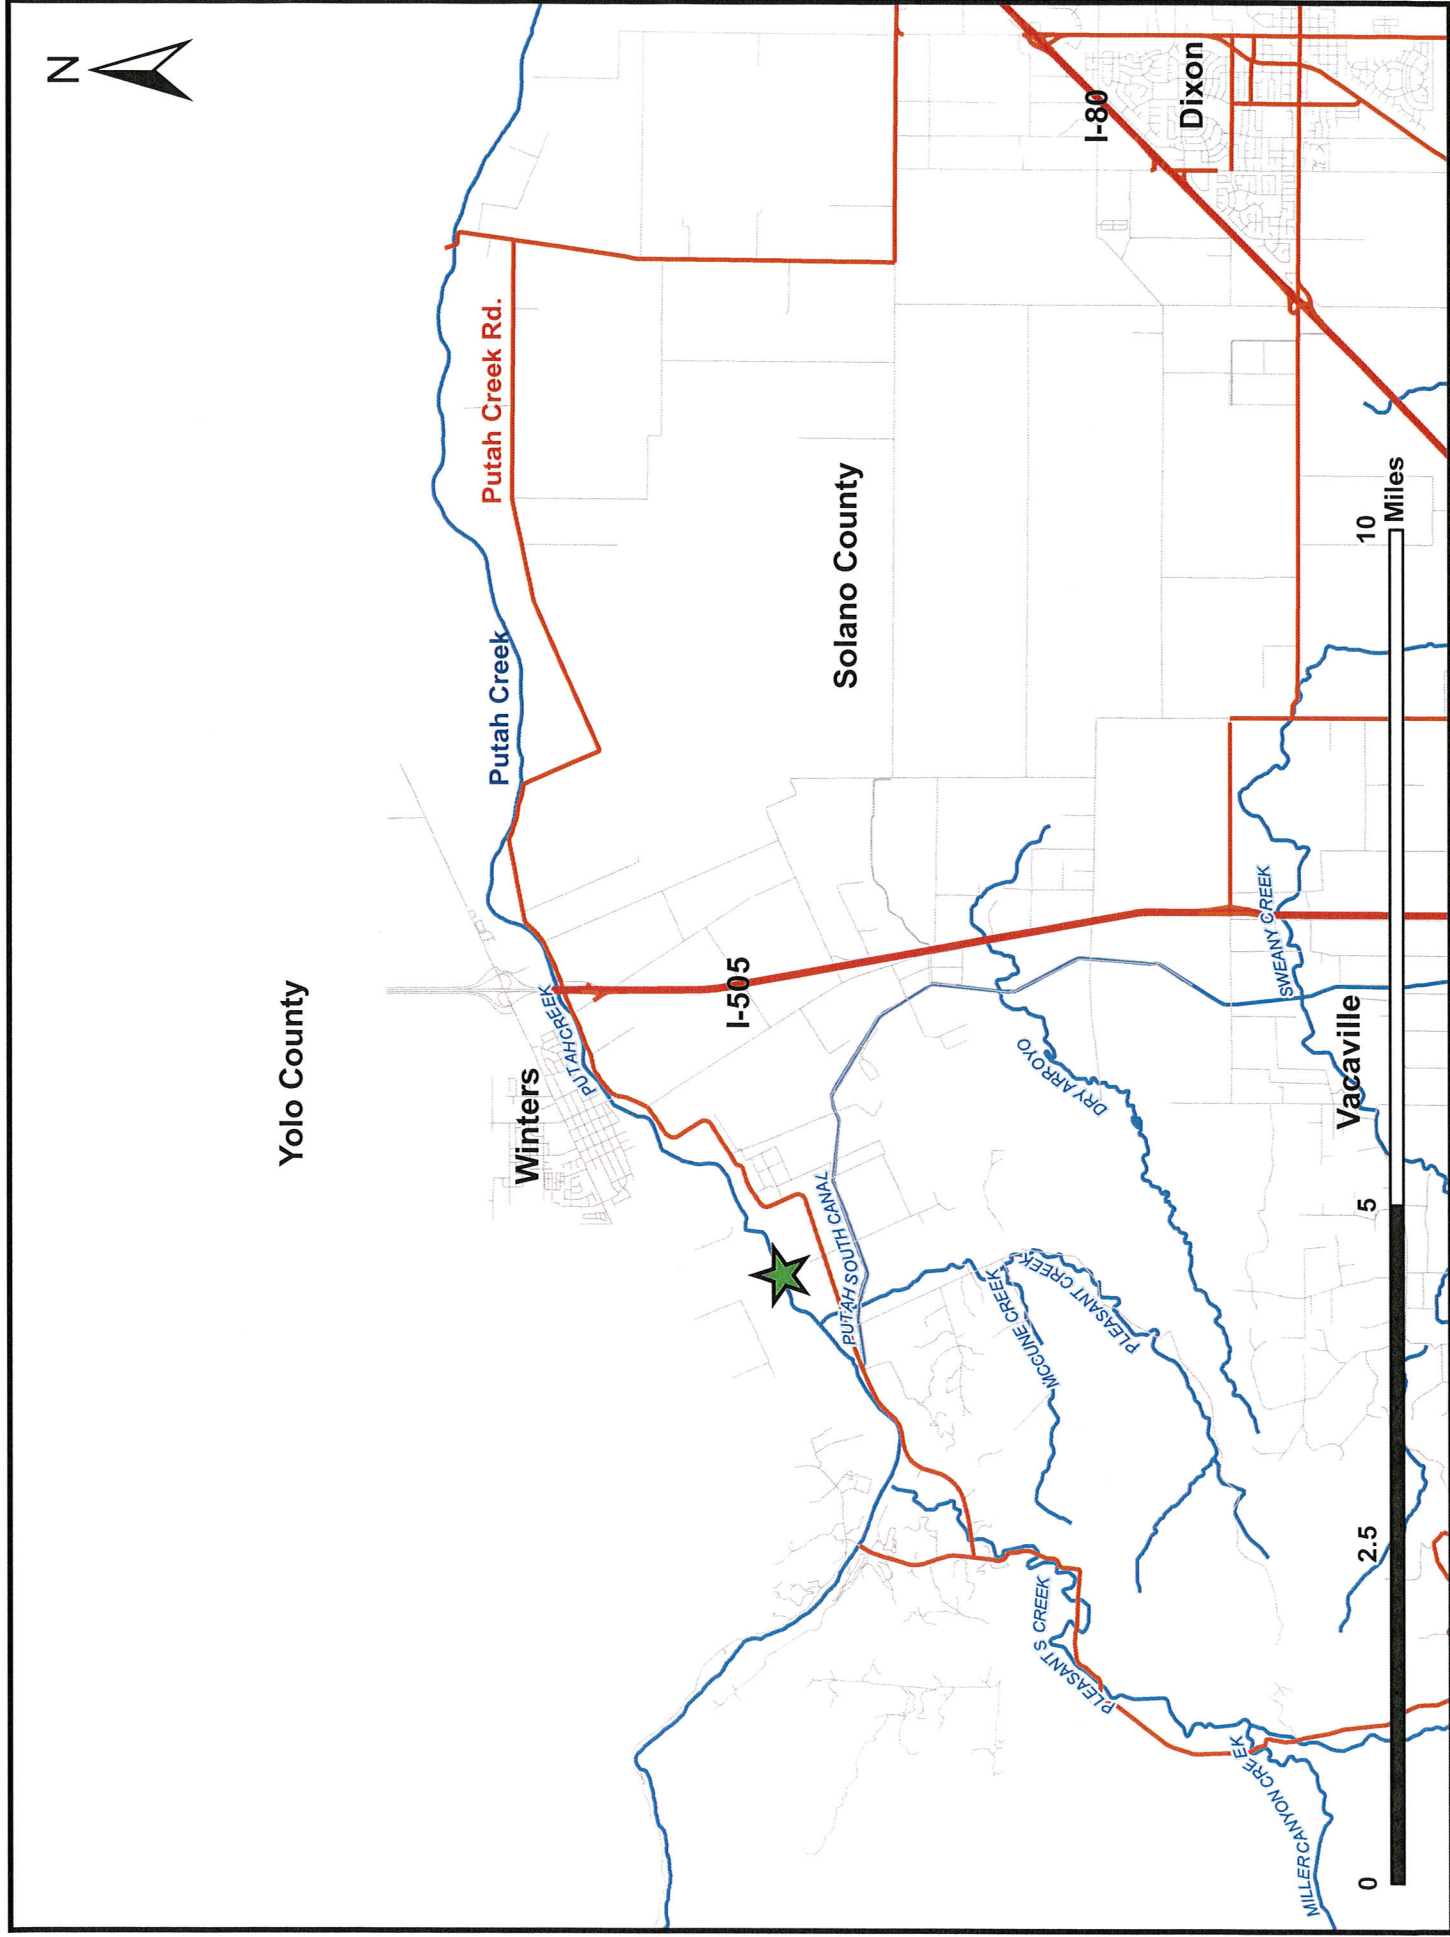 N
Yolo County
Winters
PUTAH CREEK
Putah Creek
Putah Creek Rd.
I-80
Dixon
I-505
Solano County
PUTAH SOUTH CANAL
DRY ARROYO
MCCUNE CREEK
PLEASANT CREEK
PLEASANTS CREEK
SWEANY CREEK
Vacaville
MILLER CANYON CREEK
0
2.5
5
10
Miles